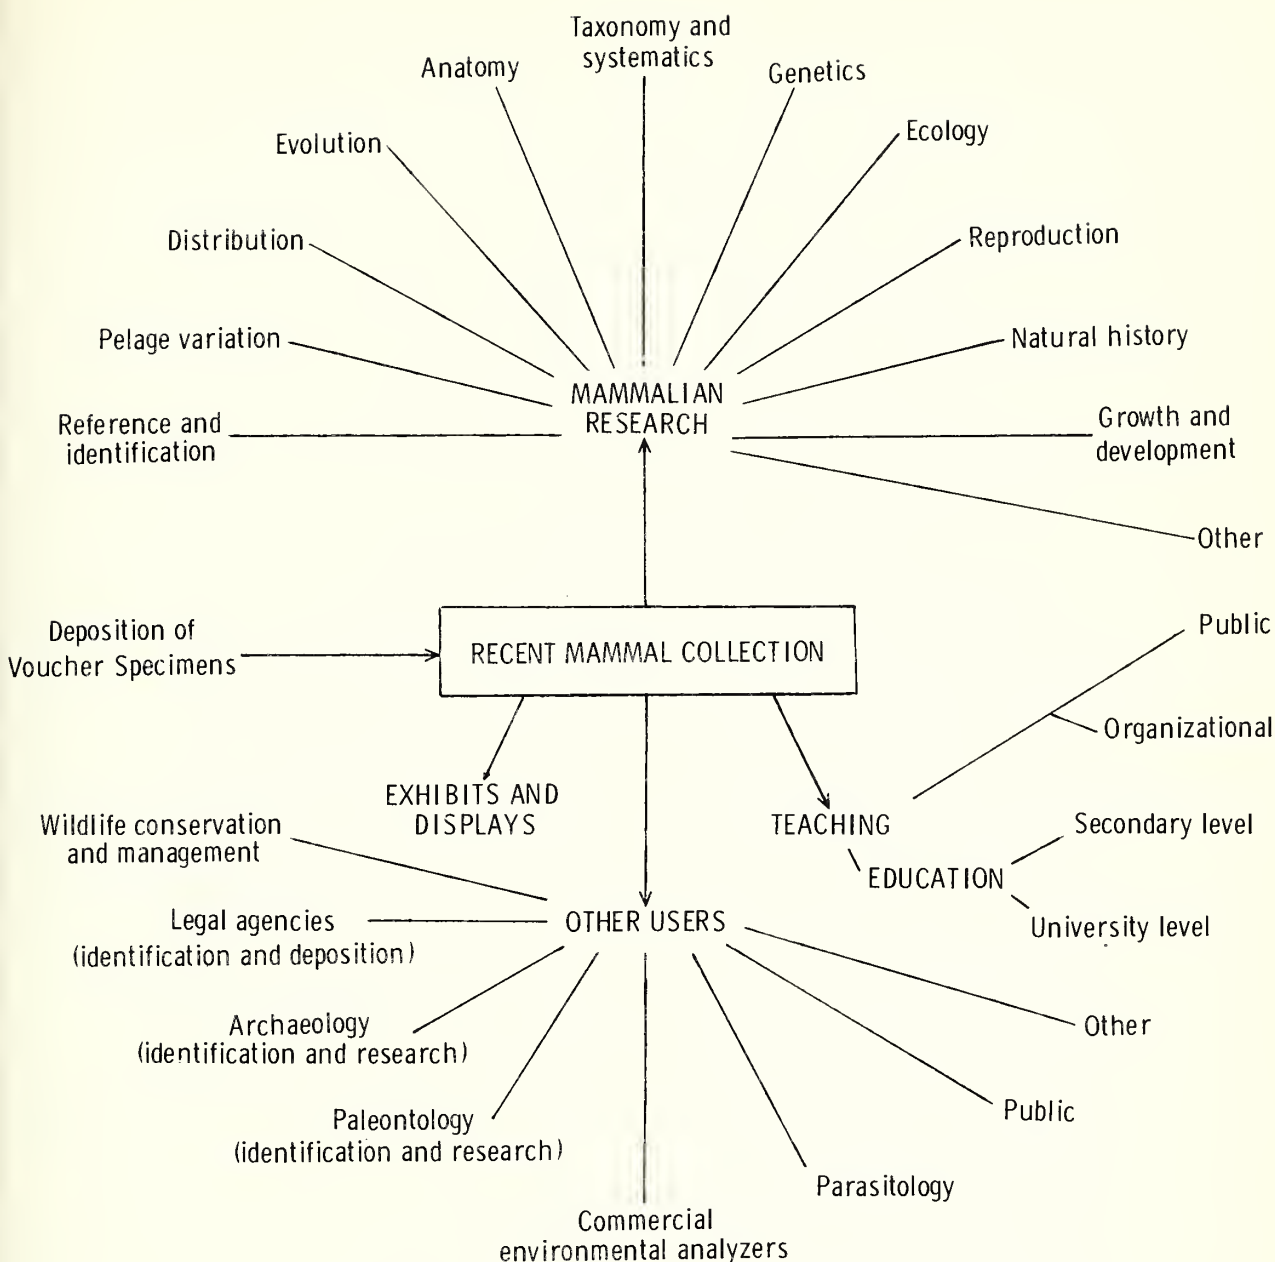 Taxonomy and
systematics
Anatomy
Genetics
Evolution
Ecology
Distribution
Reproduction
Pelage variation
Natural history
MAMMALIAN
RESEARCH
Reference and
identification
Growth and
development
Other
Deposition of
Voucher Specimens
RECENT MAMMAL COLLECTION
Public
Organizational
EXHIBITS AND
DISPLAYS
TEACHING
Secondary level
EDUCATION
University level
Wildlife conservation
and management
Legal agencies
(identification and deposition)
OTHER USERS
Archaeology
(identification and research)
Other
Paleontology
(identification and research)
Public
Parasitology
Commercial
environmental analyzers